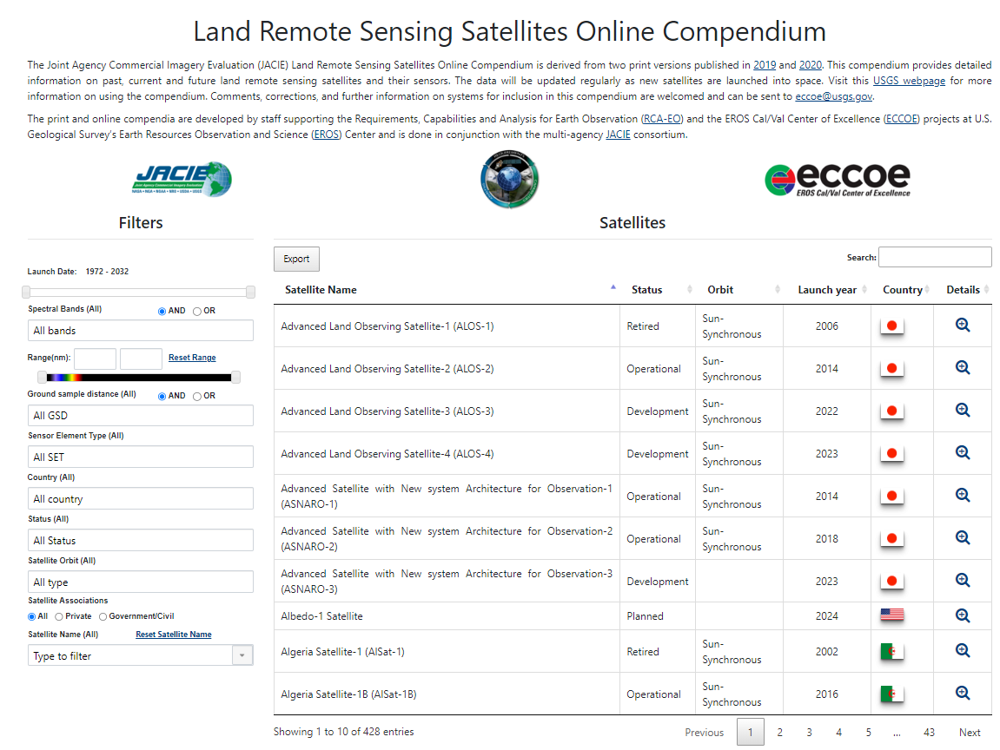 Land Remote Sensing Satellites Online Compendium
The Joint Agency Commercial Imagery Evaluation (JACIE) Land Remote Sensing Satellites Online Compendium is derived from two print versions published in 2019 and 2020. This compendium provides detailed
information on past, current and future land remote sensing satellites and their sensors. The data will be updated regularly as new satellites are launched into space. Visit this USGS webpage for more
information on using the compendium. Comments, corrections, and further information on systems for inclusion in this compendium are welcomed and can be sent to eccoe@usgs.gov.
The print and online compendia are developed by staff supporting the Requirements, Capabilities and Analysis for Earth Observation (RCA-EO) and the EROS Cal/Val Center of Excellence (ECCOE) projects at U.S.
Geological Survey's Earth Resources Observation and Science (EROS) Center and is done in conjunction with the multi-agency JACIE consortium.
JACIE
Joint Agency Commercial Imagery Evaluation
NASA • NGA • NOAA • NRO • USDA • USGS
eccoe
EROS Cal/Val Center of Excellence
Filters
Launch Date: 1972 - 2032
Spectral Bands (All) AND OR
All bands
Range(nm): Reset Range
Ground sample distance (All) AND OR
All GSD
Sensor Element Type (All)
All SET
Country (All)
All country
Status (All)
All Status
Satellite Orbit (All)
All type
Satellite Associations
All Private Government/Civil
Satellite Name (All) Reset Satellite Name
Type to filter
Satellites
Export Search:
Satellite Name Status Orbit Launch year Country Details
Advanced Land Observing Satellite-1 (ALOS-1) Retired Sun-
Synchronous 2006
Advanced Land Observing Satellite-2 (ALOS-2) Operational Sun-
Synchronous 2014
Advanced Land Observing Satellite-3 (ALOS-3) Development Sun-
Synchronous 2022
Advanced Land Observing Satellite-4 (ALOS-4) Development Sun-
Synchronous 2023
Advanced Satellite with New system Architecture for Observation-1
(ASNARO-1) Operational Sun-
Synchronous 2014
Advanced Satellite with New system Architecture for Observation-2
(ASNARO-2) Operational Sun-
Synchronous 2018
Advanced Satellite with New system Architecture for Observation-3
(ASNARO-3) Development 2023
Albedo-1 Satellite Planned 2024
Algeria Satellite-1 (AlSat-1) Retired Sun-
Synchronous 2002
Algeria Satellite-1B (AlSat-1B) Operational Sun-
Synchronous 2016
Showing 1 to 10 of 428 entries Previous 1 2 3 4 5 ... 43 Next